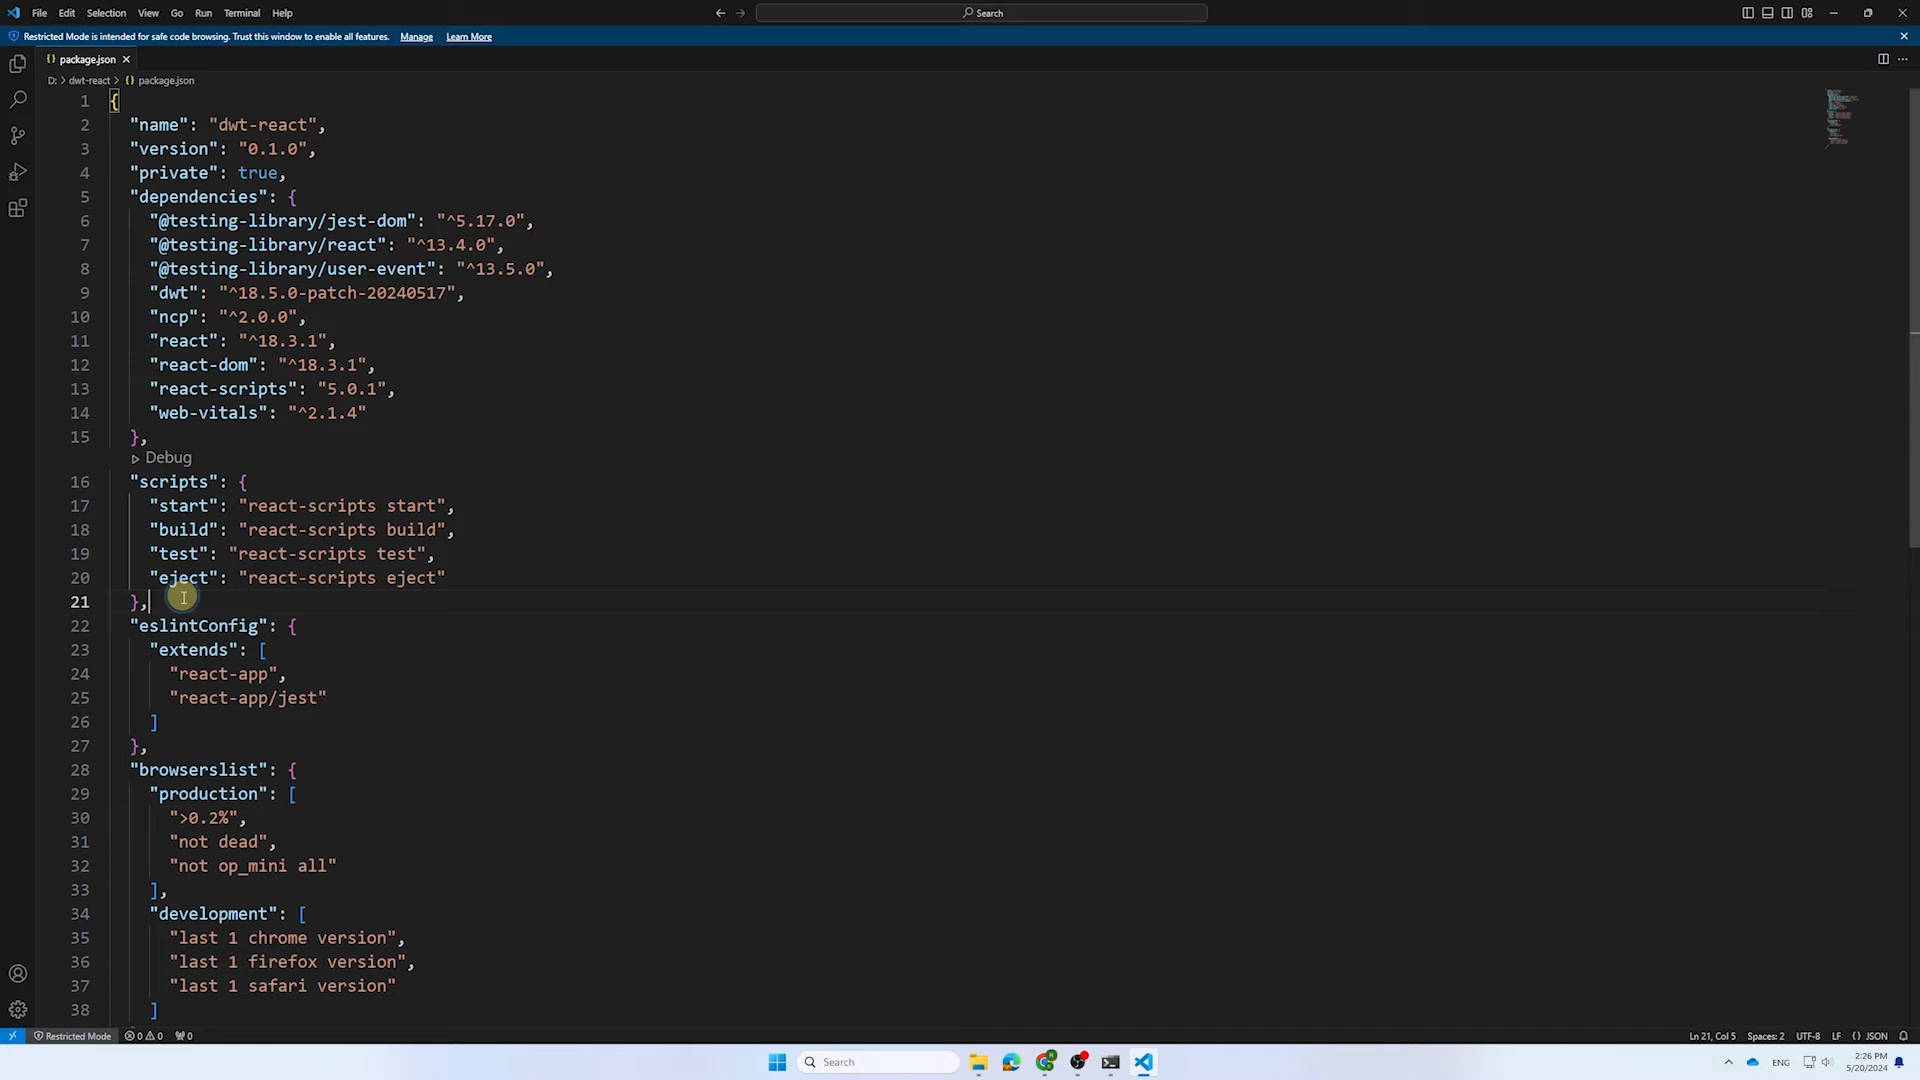 File Edit Selection View Go Run Terminal Help Search
Restricted Mode is intended for safe code browsing. Trust this window to enable all features. Manage Learn More
package.json
D: > dwt-react > {} package.json
1 {
2 "name": "dwt-react",
3 "version": "0.1.0",
4 "private": true,
5 "dependencies": {
6 "@testing-library/jest-dom": "^5.17.0",
7 "@testing-library/react": "^13.4.0",
8 "@testing-library/user-event": "^13.5.0",
9 "dwt": "^18.5.0-patch-20240517",
10 "ncp": "^2.0.0",
11 "react": "^18.3.1",
12 "react-dom": "^18.3.1",
13 "react-scripts": "5.0.1",
14 "web-vitals": "^2.1.4"
15 },
Debug
16 "scripts": {
17 "start": "react-scripts start",
18 "build": "react-scripts build",
19 "test": "react-scripts test",
20 "eject": "react-scripts eject"
21 },
22 "eslintConfig": {
23 "extends": [
24 "react-app",
25 "react-app/jest"
26 ]
27 },
28 "browserslist": {
29 "production": [
30 ">0.2%",
31 "not dead",
32 "not op_mini all"
33 ],
34 "development": [
35 "last 1 chrome version",
36 "last 1 firefox version",
37 "last 1 safari version"
38 ]
Restricted Mode 0 0 0 Ln 21, Col 5 Spaces: 2 UTF-8 LF {} JSON
Search ENG 2:26 PM
5/20/2024